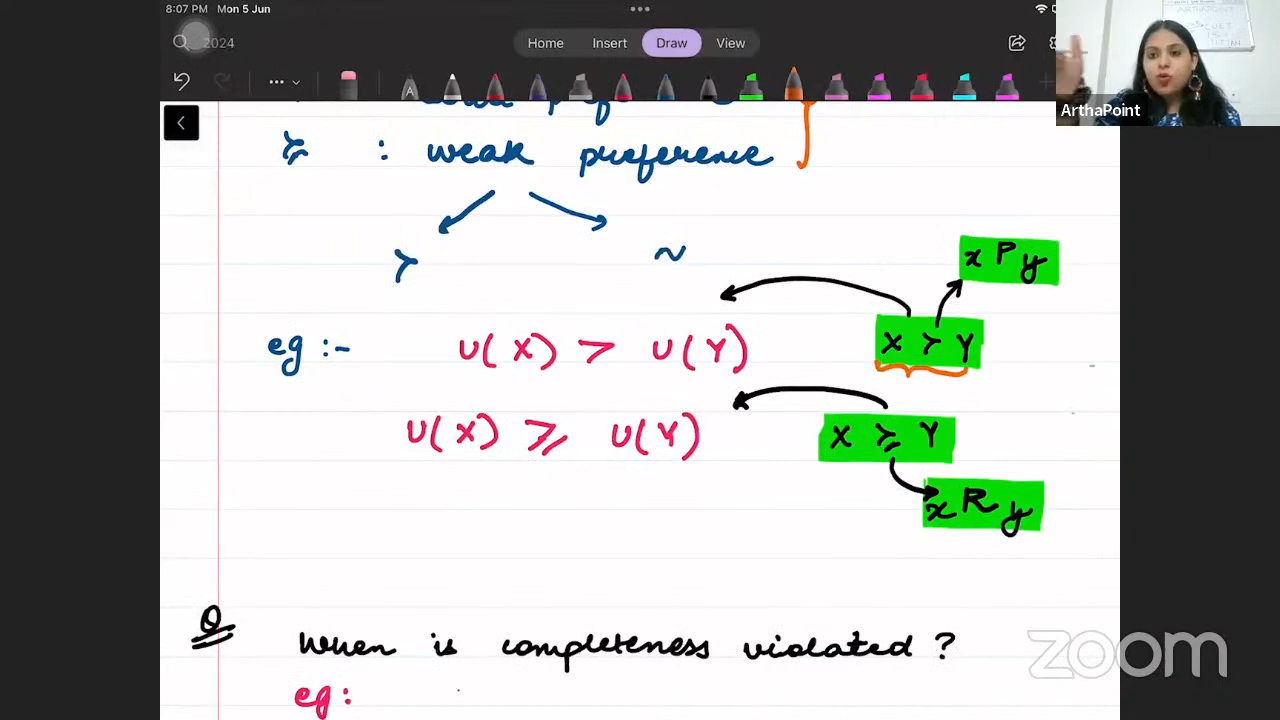 8:07 PM Mon 5 Jun
2024
Home Insert Draw View
ArthaPoint
≽ : weak preference
≻ ~
x P y
eg :- U(X) > U(Y) X ≻ Y
U(X) ⩾ U(Y) X ≽ Y
x R y
Q When is completeness violated ?
eg :
zoom